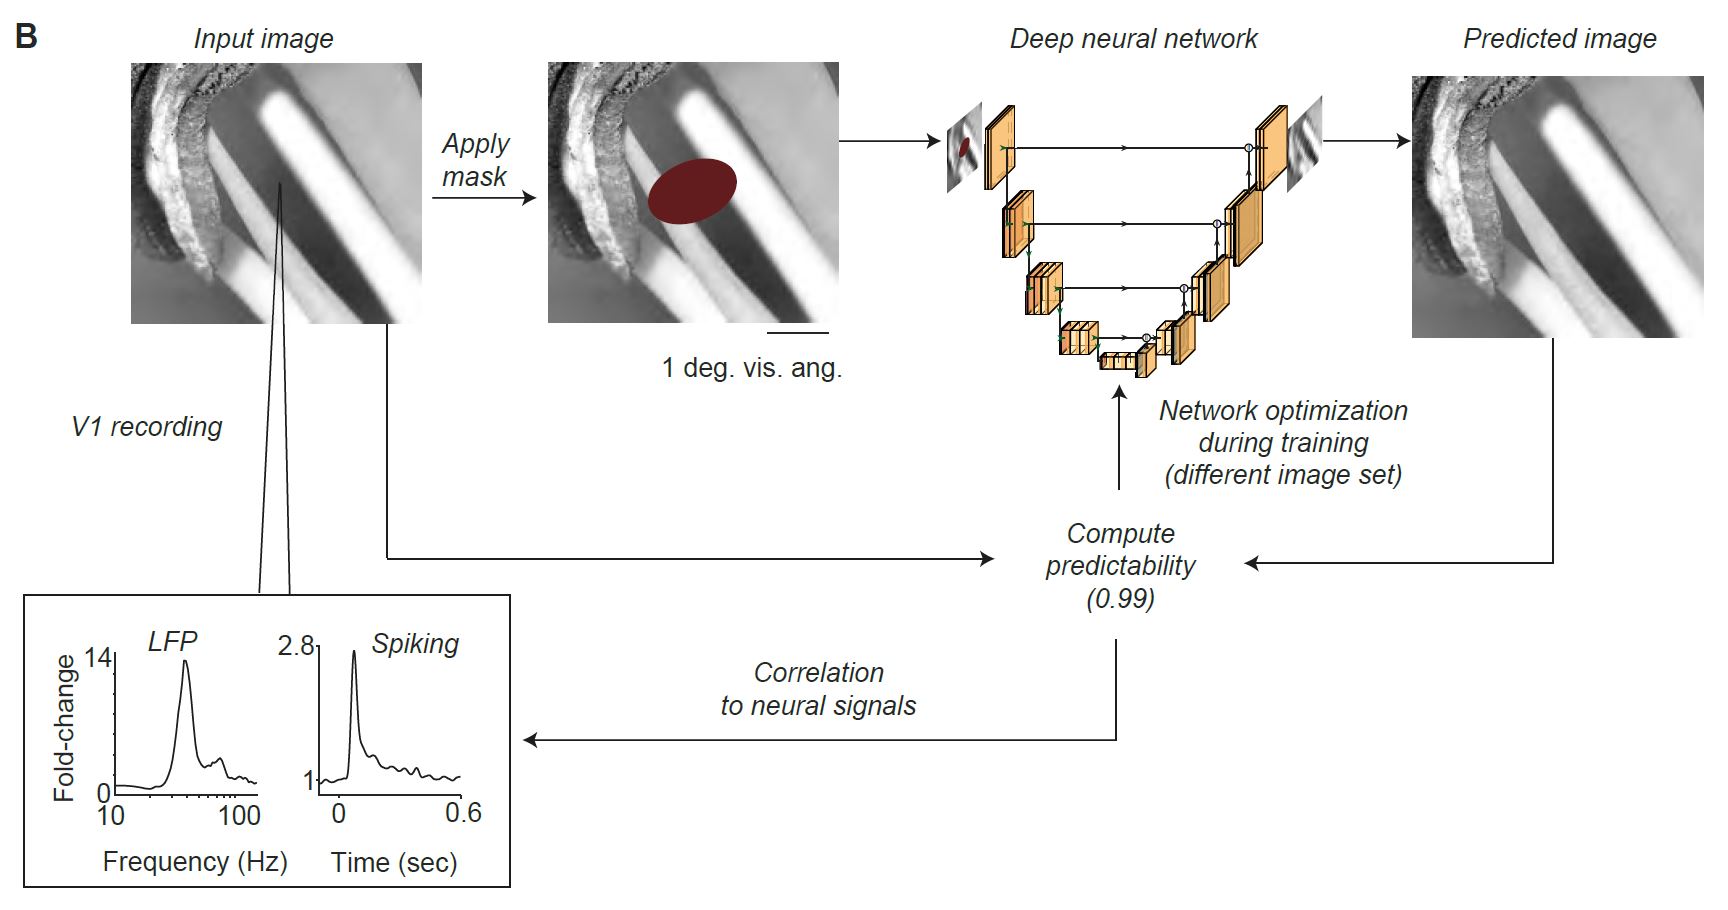 B
Input image
Apply
mask
1 deg. vis. ang.
Deep neural network
Predicted image
Network optimization
during training
(different image set)
Compute
predictability
(0.99)
Correlation
to neural signals
V1 recording
LFP
Fold-change
14
0
10
100
Frequency (Hz)
Spiking
2.8
1
0
0.6
Time (sec)